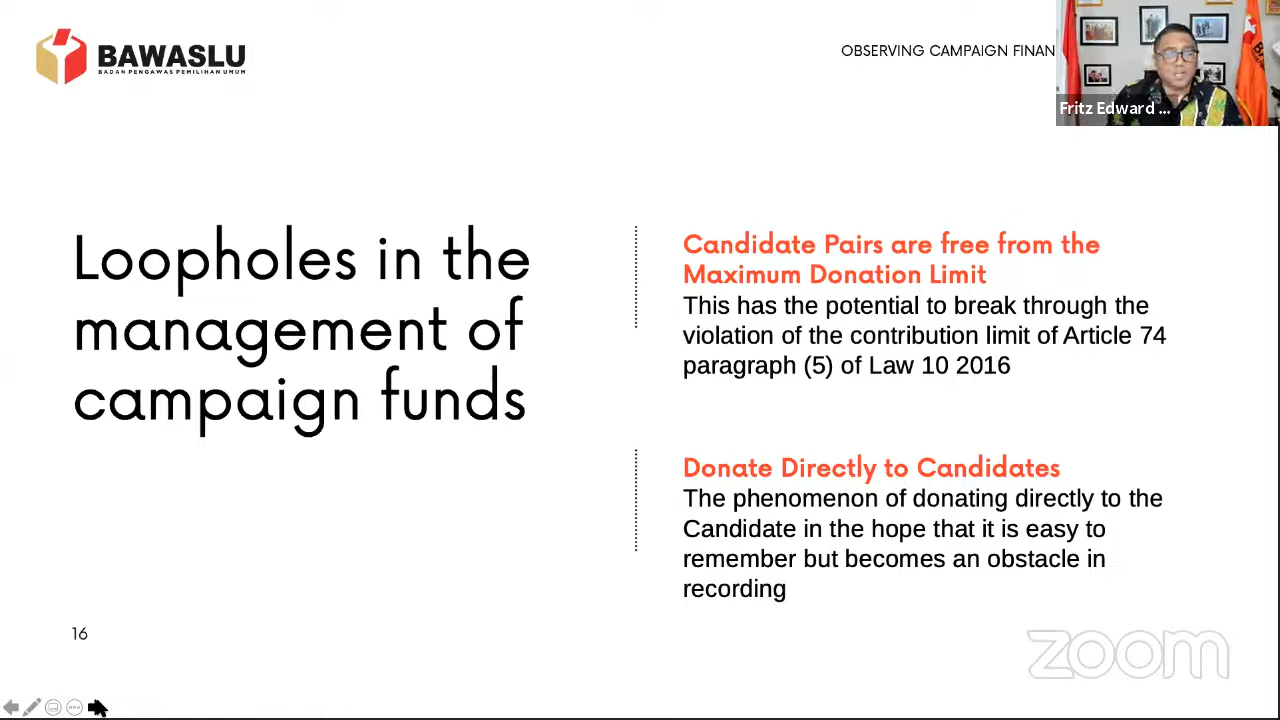 BAWASLU
BADAN PENGAWAS PEMILIHAN UMUM
OBSERVING CAMPAIGN FINAN
Fritz Edward ...
Loopholes in the
management of
campaign funds
Candidate Pairs are free from the
Maximum Donation Limit
This has the potential to break through the
violation of the contribution limit of Article 74
paragraph (5) of Law 10 2016
Donate Directly to Candidates
The phenomenon of donating directly to the
Candidate in the hope that it is easy to
remember but becomes an obstacle in
recording
16
zoom